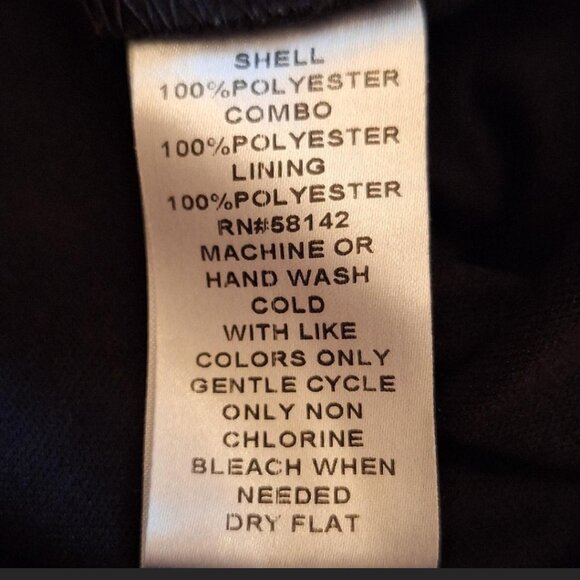 SHELL
100%POLYESTER
COMBO
100%POLYESTER
LINING
100%POLYESTER
RN#58142
MACHINE OR
HAND WASH
COLD
WITH LIKE
COLORS ONLY
GENTLE CYCLE
ONLY NON
CHLORINE
BLEACH WHEN
NEEDED
DRY FLAT